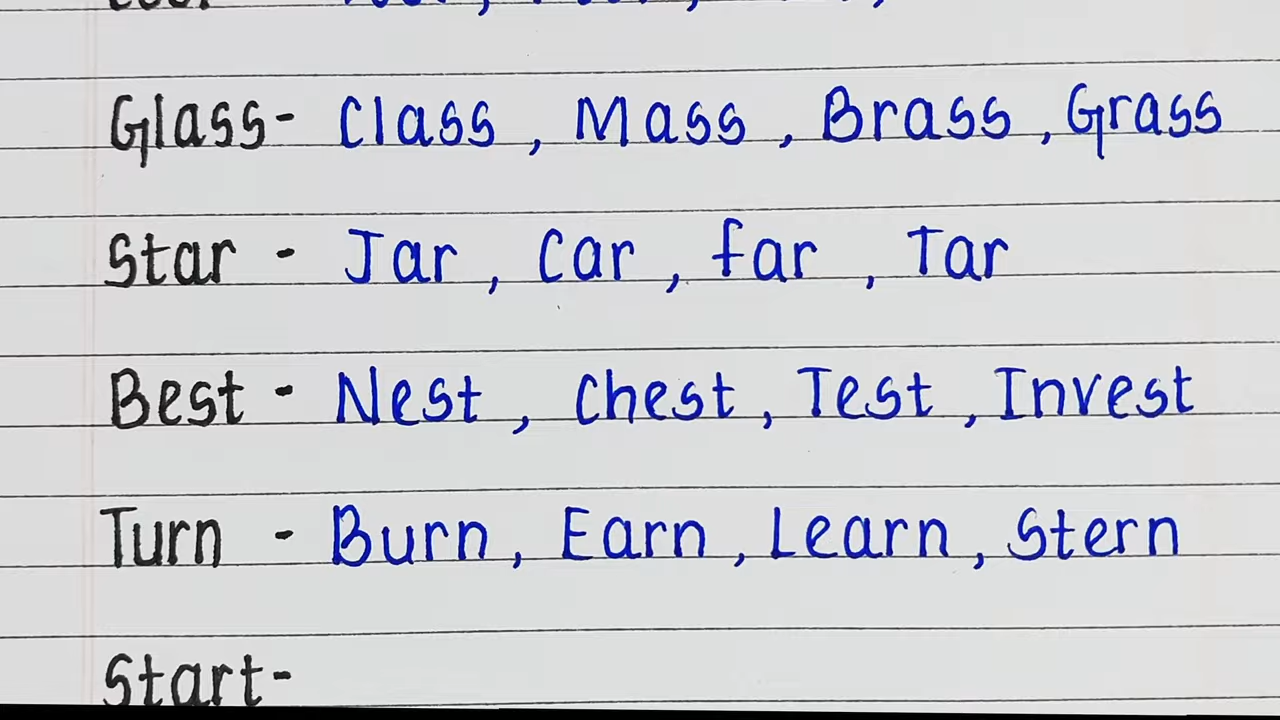 Glass- Class, Mass, Brass, Grass
Star - Jar, Car, far, Tar
Best - Nest, Chest, Test, Invest
Turn - Burn, Earn, Learn, Stern
Start-